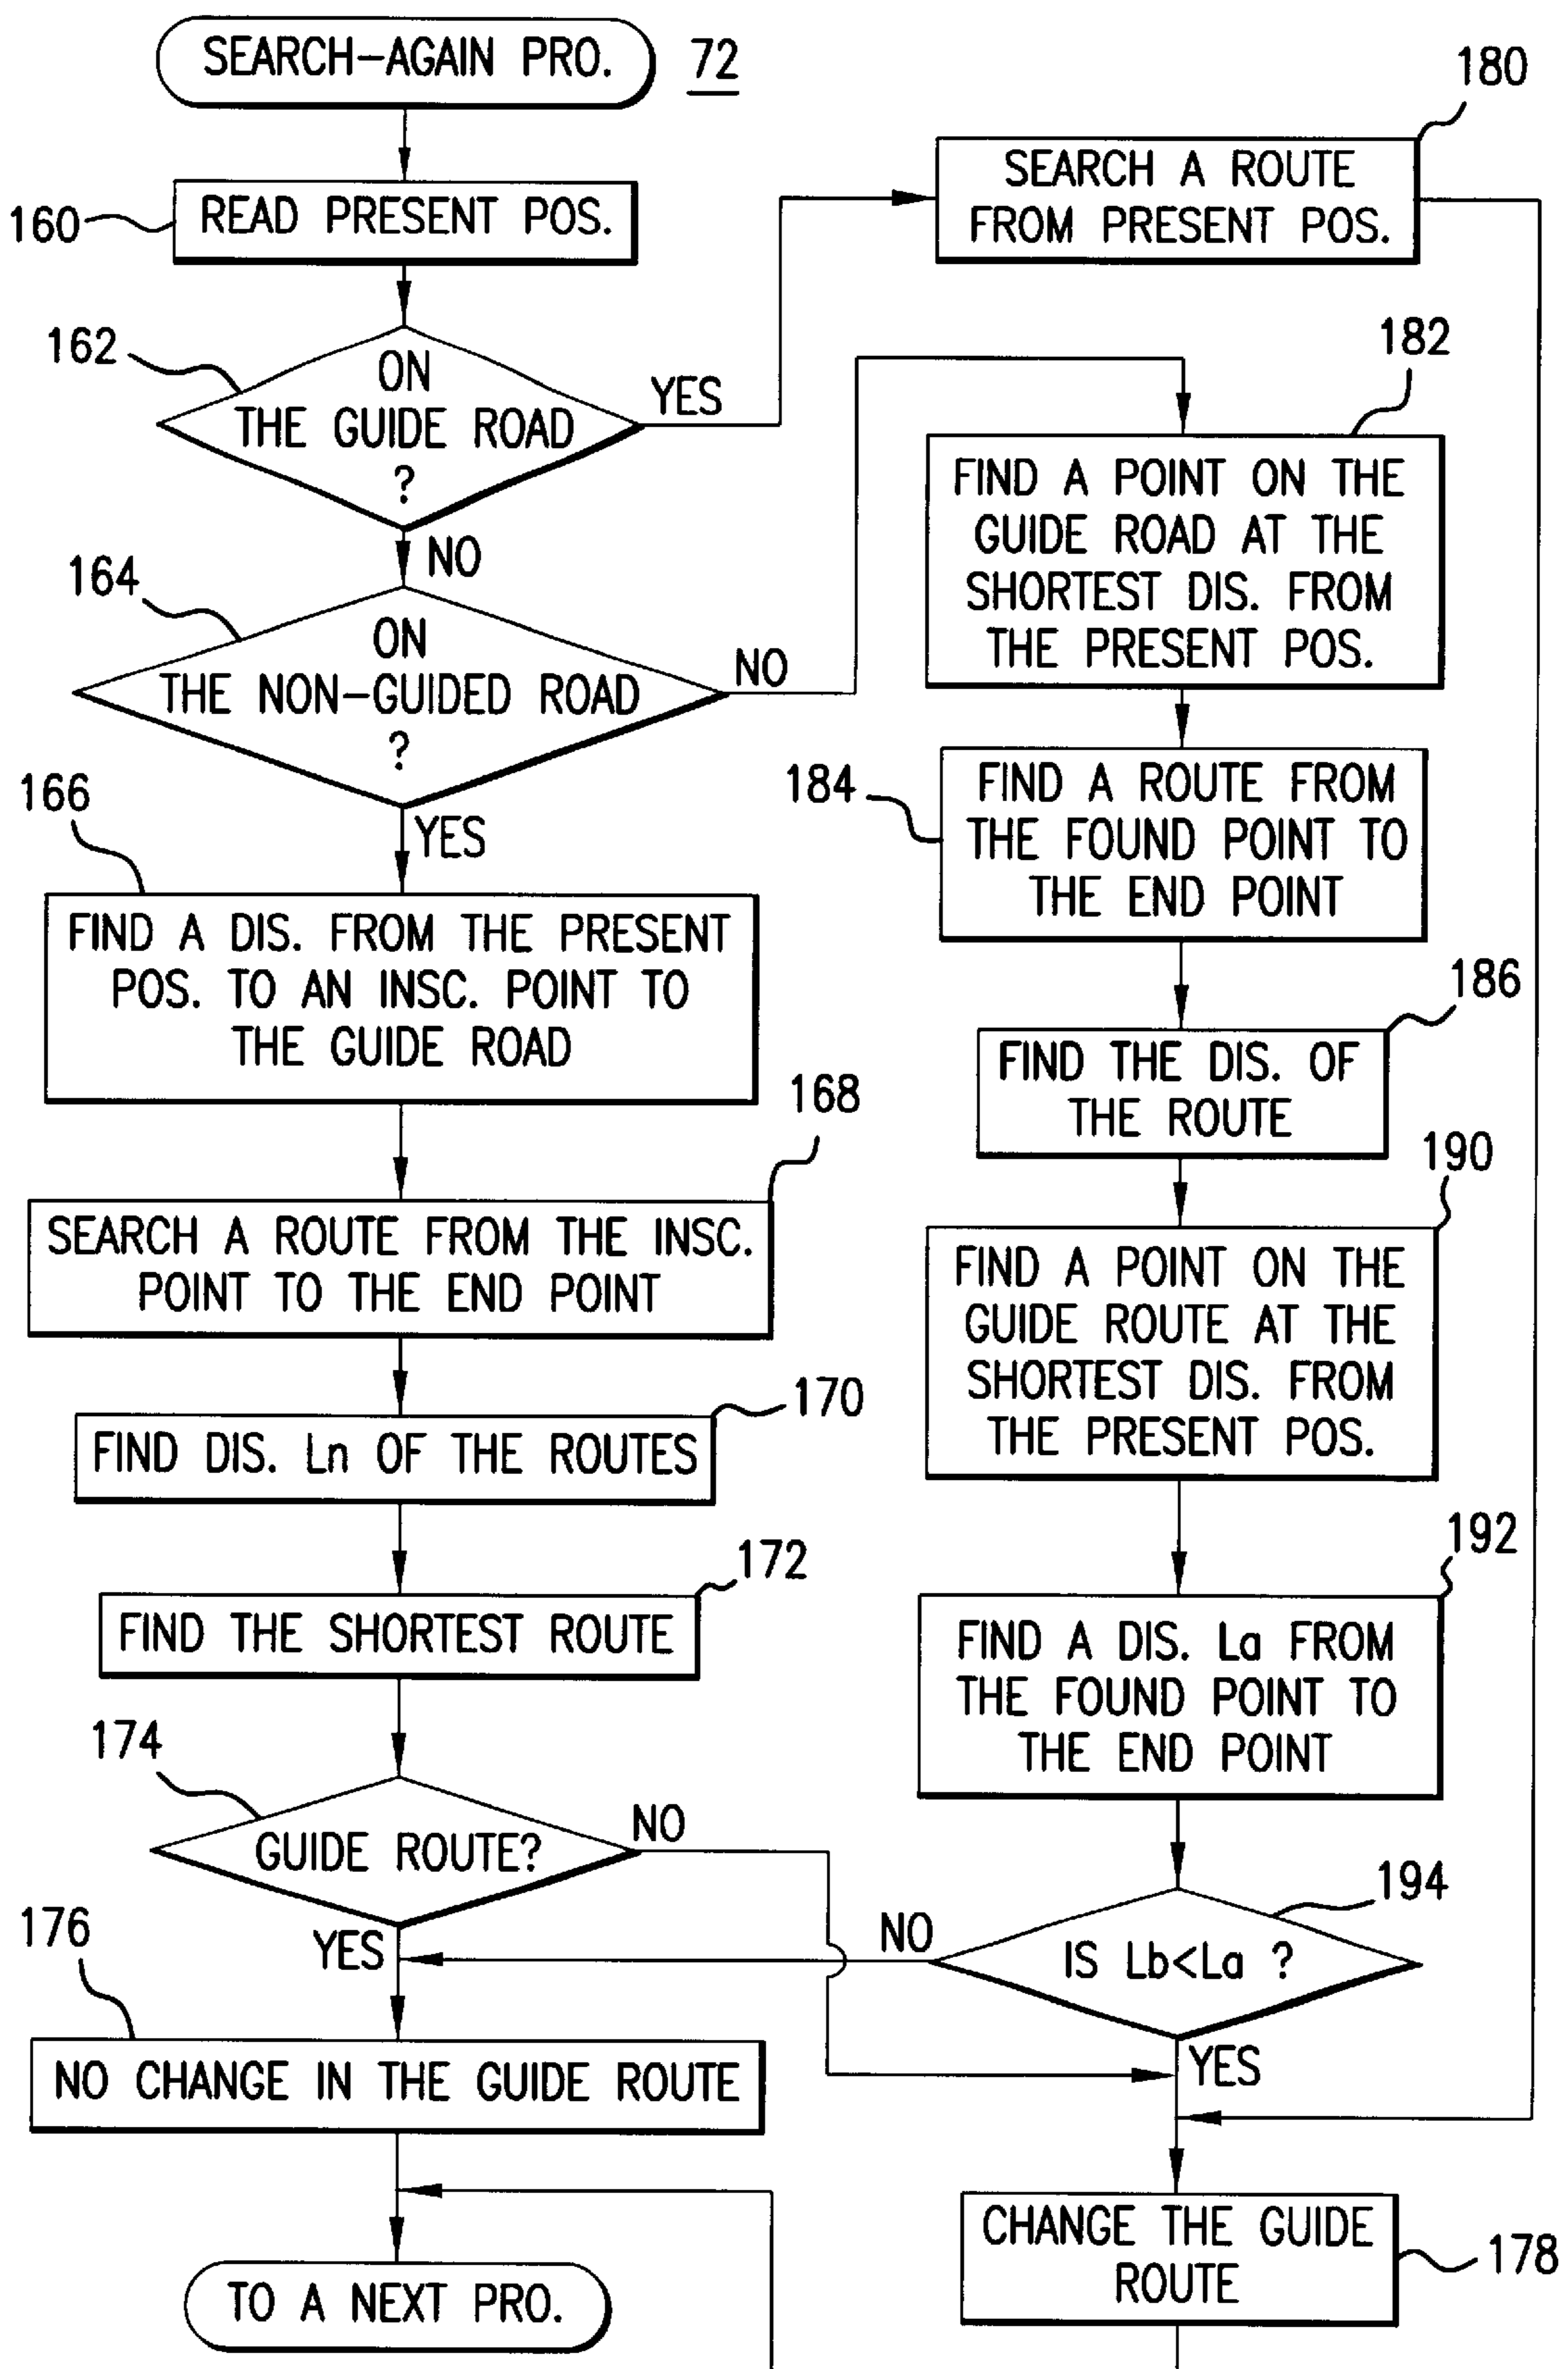 SEARCH-AGAIN PRO.
72
160
READ PRESENT POS.
162
ON
THE GUIDE ROAD
?
YES
NO
164
ON
THE NON-GUIDED ROAD
?
NO
YES
166
FIND A DIS. FROM THE PRESENT
POS. TO AN INSC. POINT TO
THE GUIDE ROAD
168
SEARCH A ROUTE FROM THE INSC.
POINT TO THE END POINT
170
FIND DIS. Ln OF THE ROUTES
172
FIND THE SHORTEST ROUTE
174
GUIDE ROUTE?
NO
YES
176
NO CHANGE IN THE GUIDE ROUTE
TO A NEXT PRO.
180
SEARCH A ROUTE
FROM PRESENT POS.
182
FIND A POINT ON THE
GUIDE ROAD AT THE
SHORTEST DIS. FROM
THE PRESENT POS.
184
FIND A ROUTE FROM
THE FOUND POINT TO
THE END POINT
186
FIND THE DIS. OF
THE ROUTE
190
FIND A POINT ON THE
GUIDE ROUTE AT THE
SHORTEST DIS. FROM
THE PRESENT POS.
192
FIND A DIS. La FROM
THE FOUND POINT TO
THE END POINT
194
IS Lb<La ?
NO
YES
CHANGE THE GUIDE
ROUTE
178